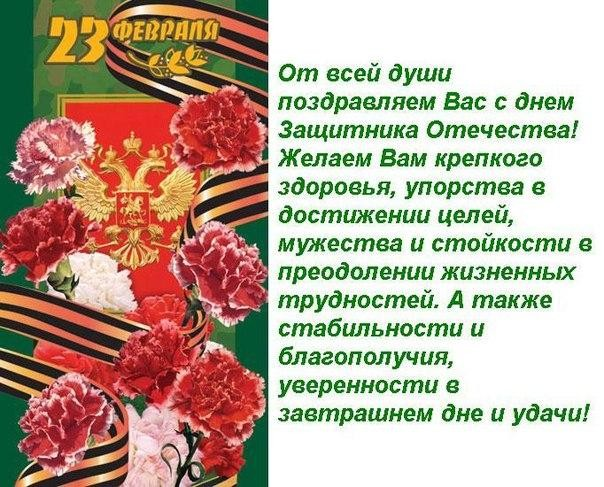 23 ФЕВРАЛЯ
От всей души
поздравляем Вас с днем
Защитника Отечества!
Желаем Вам крепкого
здоровья, упорства в
достижении целей,
мужества и стойкости в
преодолении жизненных
трудностей. А также
стабильности и
благополучия,
уверенности в
завтрашнем дне и удачи!